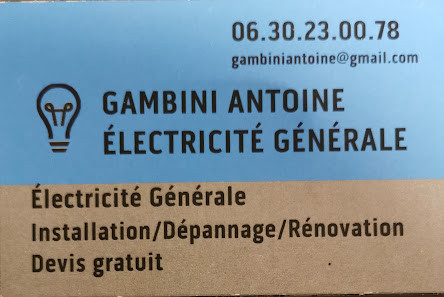 06.30.23.00.78
gambiniantoine@gmail.com
GAMBINI ANTOINE
ÉLECTRICITÉ GÉNÉRALE
Électricité Générale
Installation/Dépannage/Rénovation
Devis gratuit